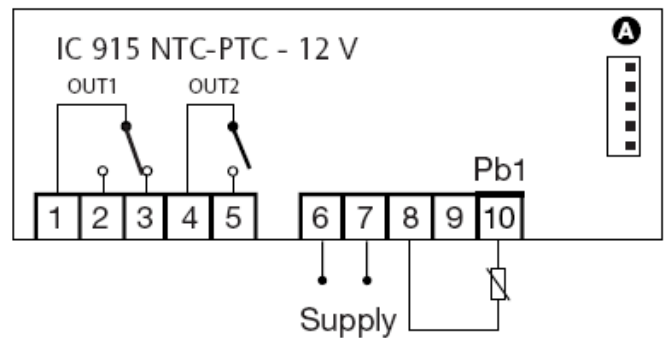 IC 915 NTC-PTC - 12 V
A
OUT1 OUT2
Pb1
1 2 3 4 5 6 7 8 9 10
Supply